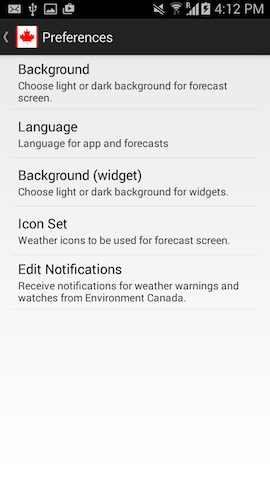 4:12 PM
Preferences
Background
Choose light or dark background for forecast
screen.
Language
Language for app and forecasts
Background (widget)
Choose light or dark background for widgets.
Icon Set
Weather icons to be used for forecast screen.
Edit Notifications
Receive notifications for weather warnings and
watches from Environment Canada.